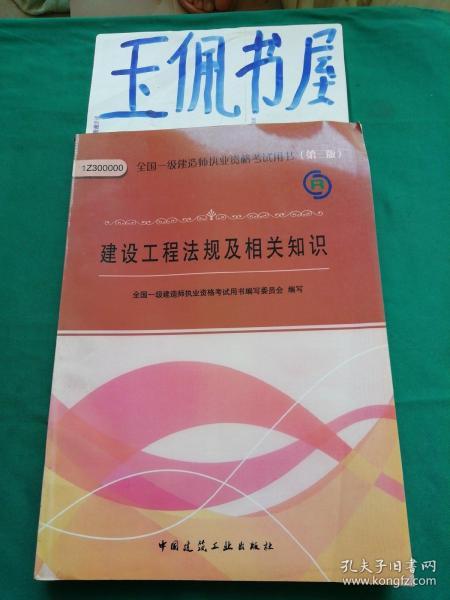 玉佩书屋
1Z300000
全国一级建造师执业资格考试用书（第三版）
建设工程法规及相关知识
全国一级建造师执业资格考试用书编写委员会 编写
中国建筑工业出版社
孔夫子旧书网
www.kongfz.com